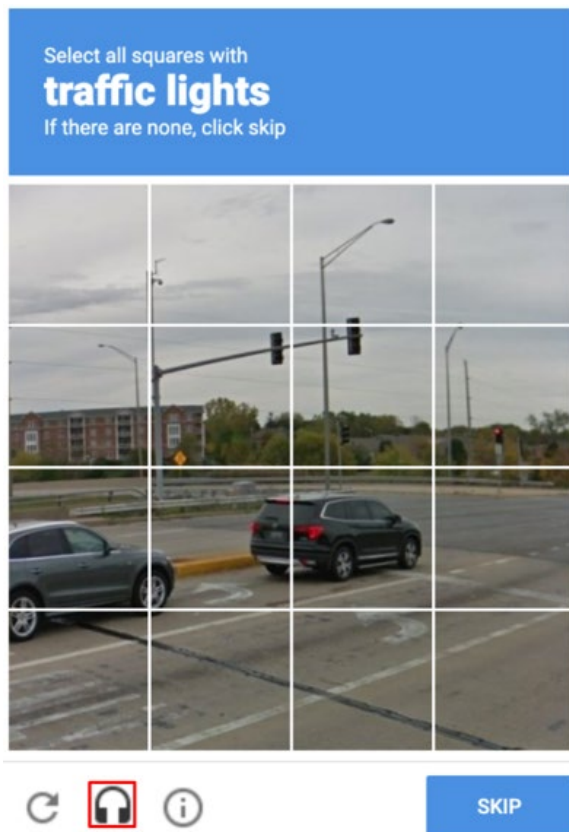 Select all squares with
traffic lights
If there are none, click skip
SKIP